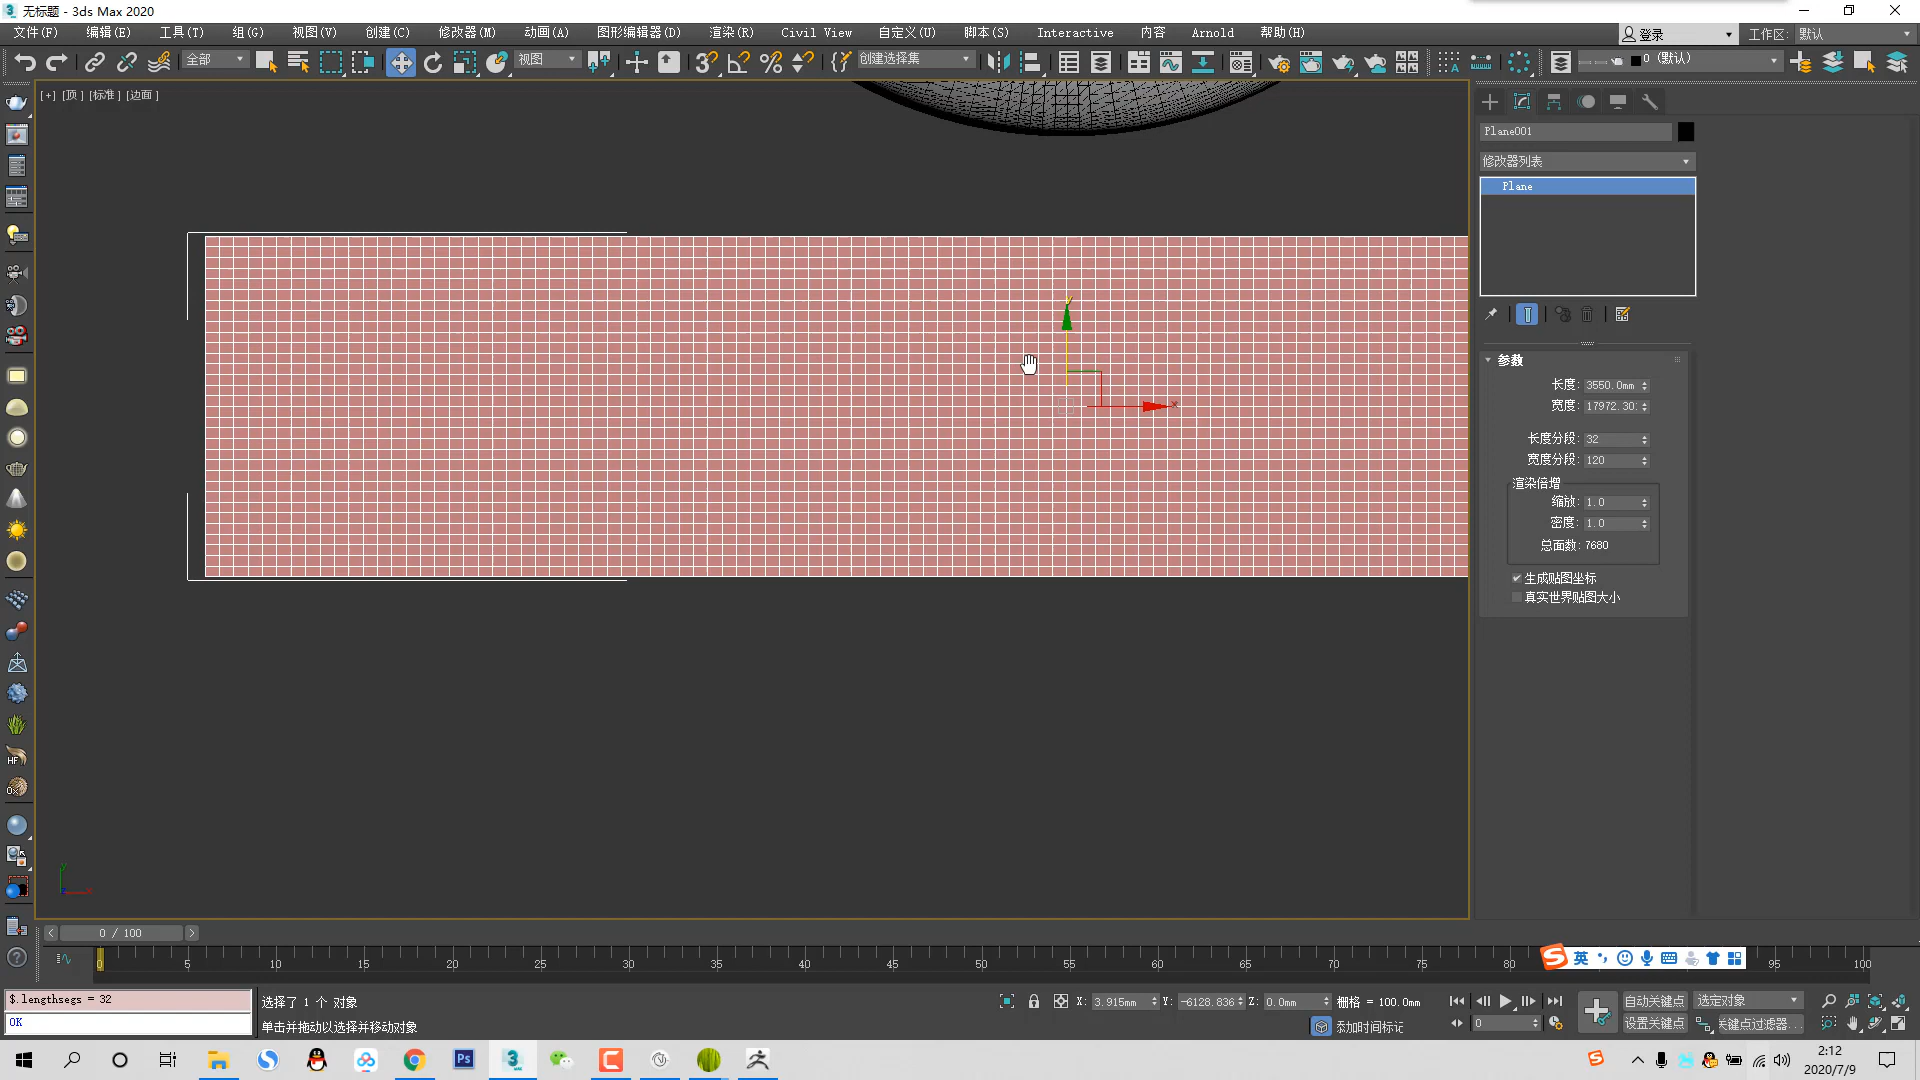 无标题 - 3ds Max 2020
文件(F) 编辑(E) 工具(T) 组(G) 视图(V) 创建(C) 修改器(M) 动画(A) 图形编辑器(D) 渲染(R) Civil View 自定义(U) 脚本(S) Interactive 内容 Arnold 帮助(H) 登录 工作区: 默认
全部 视图 创建选择集 0 (默认)
[+] [顶] [标准] [边面]
Plane001
修改器列表
Plane
参数
长度: 3550.0mm
宽度: 17972.30:
长度分段: 32
宽度分段: 120
渲染倍增
缩放: 1.0
密度: 1.0
总面数: 7680
生成贴图坐标
真实世界贴图大小
y
x
HF
0 / 100
0 5 10 15 20 25 30 35 40 45 50 55 60 65 70 75 80 95 100
英
$.lengthsegs = 32
OK
选择了 1 个 对象
单击并拖动以选择并移动对象
X: 3.915mm Y: -6128.836 Z: 0.0mm 栅格 = 100.0mm
添加时间标记
0
自动关键点 选定对象
设置关键点 关键点过滤器...
Ps 3
2:12
2020/7/9